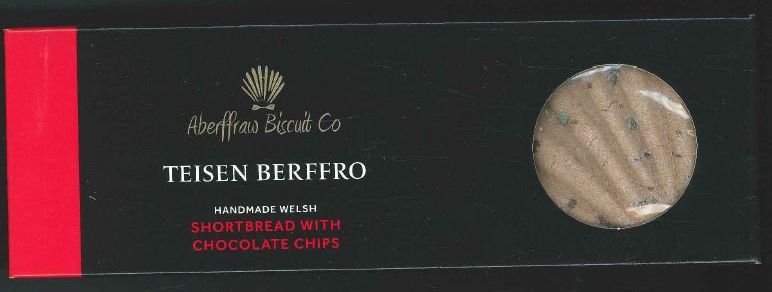 Aberffraw Biscuit Co
TEISEN BERFFRO
HANDMADE WELSH
SHORTBREAD WITH
CHOCOLATE CHIPS